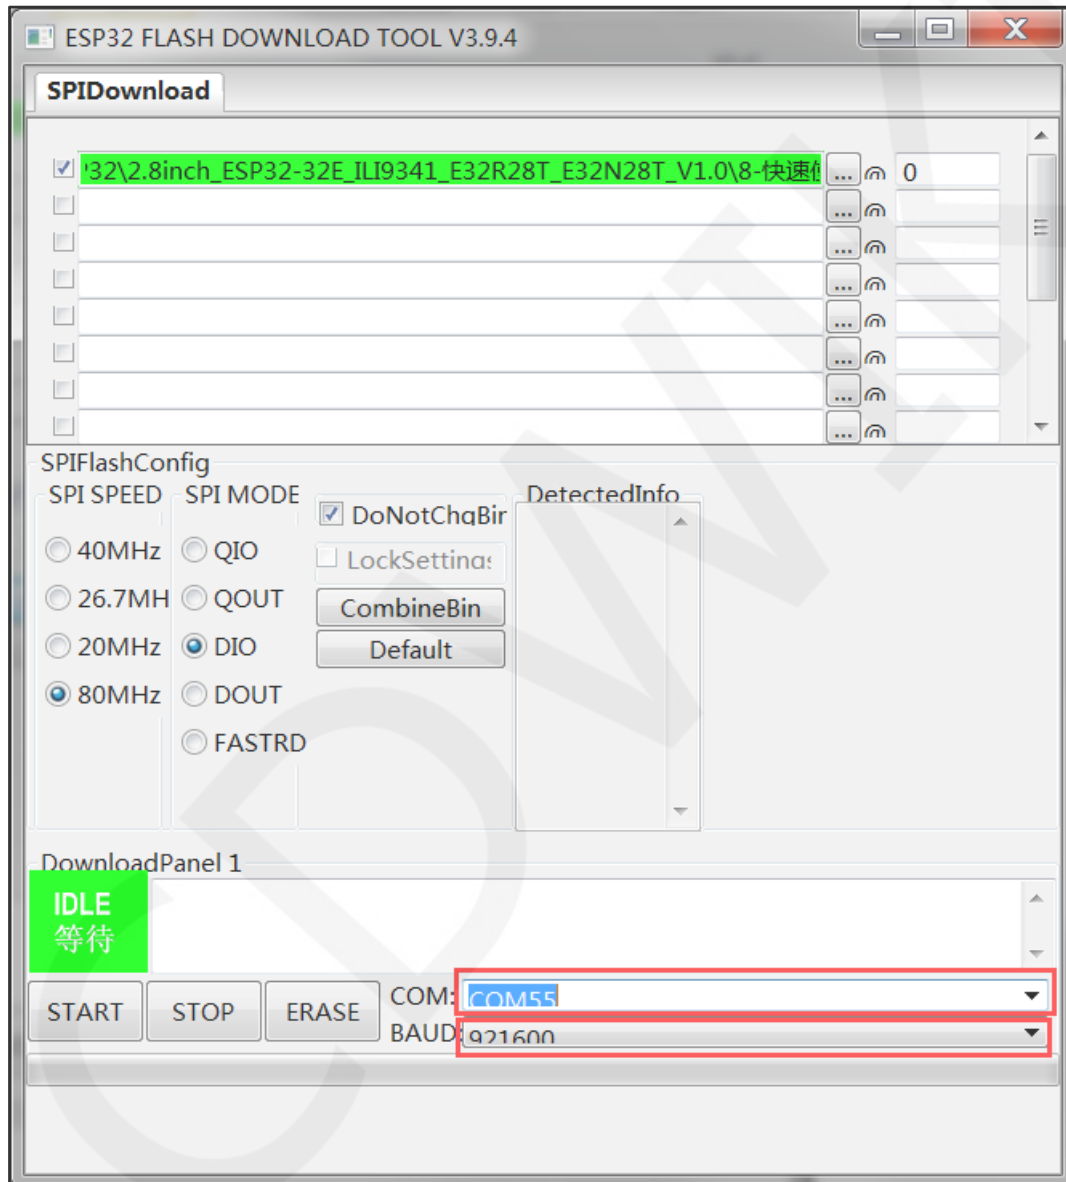 ESP32 FLASH DOWNLOAD TOOL V3.9.4
X
SPIDownload
32\2.8inch_ESP32-32E_ILI9341_E32R28T_E32N28T_V1.0\8-快速 ... @ 0
... @
... @
... @
... @
... @
... @
... @
SPIFlashConfig
SPI SPEED SPI MODE DetectedInfo
DoNotChgBin
40MHz QIO LockSettings
26.7MH QOUT CombineBin
20MHz DIO Default
80MHz DOUT
FASTRD
DownloadPanel 1
IDLE
等待
START STOP ERASE COM: COM55
BAUD: 921600